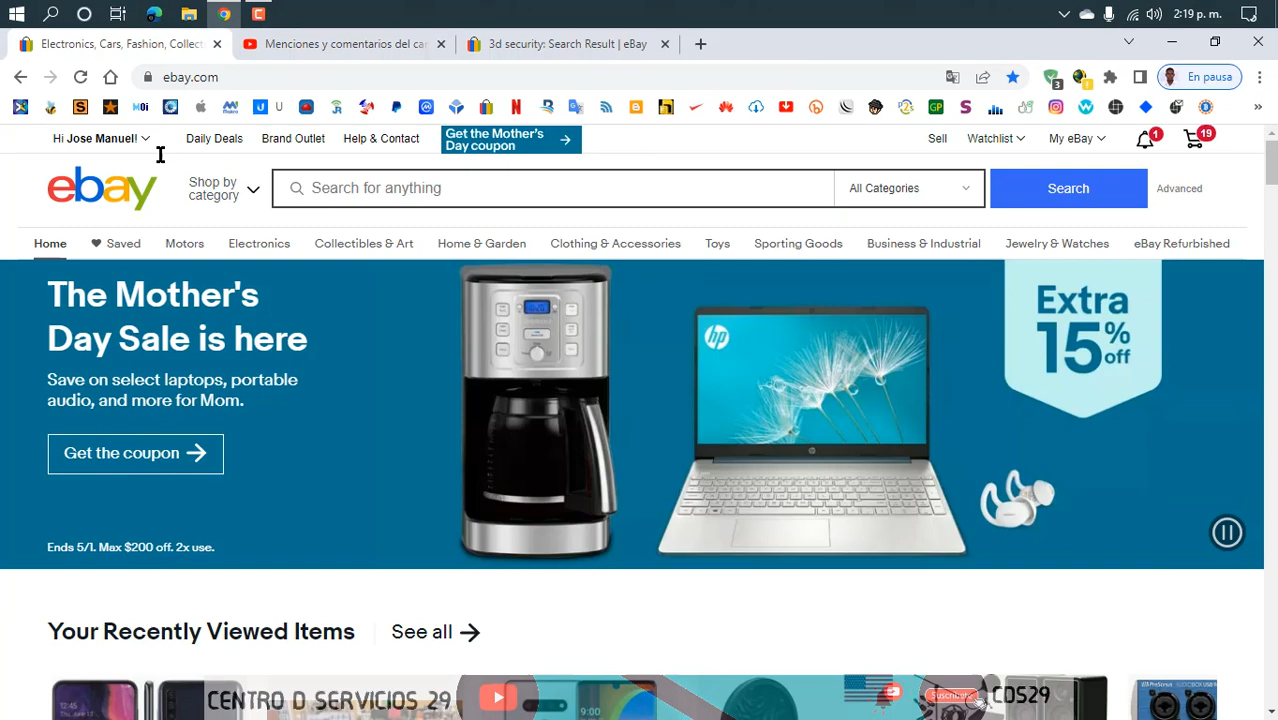 2:19 p. m.
Electronics, Cars, Fashion, Collect
Menciones y comentarios del car
3d security: Search Result | eBay
ebay.com
3
En pausa
Hi Jose Manuel!
Daily Deals
Brand Outlet
Help & Contact
Get the Mother's
Day coupon
Sell
Watchlist
My eBay
1
19
ebay
Shop by
category
Search for anything
All Categories
Search
Advanced
Home
Saved
Motors
Electronics
Collectibles & Art
Home & Garden
Clothing & Accessories
Toys
Sporting Goods
Business & Industrial
Jewelry & Watches
eBay Refurbished
The Mother's
Day Sale is here
Save on select laptops, portable
audio, and more for Mom.
Get the coupon
Ends 5/1. Max $200 off. 2x use.
hp
Extra
15% off
Your Recently Viewed Items
See all
CENTRO D SERVICIOS 29
CDS29